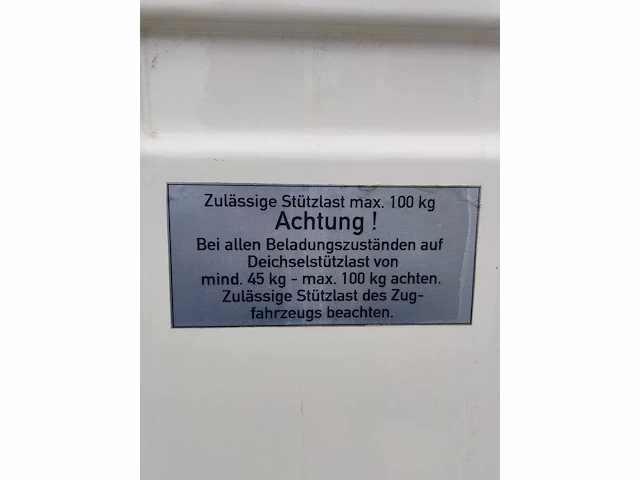 Zulässige Stützlast max. 100 kg
Achtung !
Bei allen Beladungszuständen auf
Deichselstützlast von
mind. 45 kg - max. 100 kg achten.
Zulässige Stützlast des Zug-
fahrzeugs beachten.